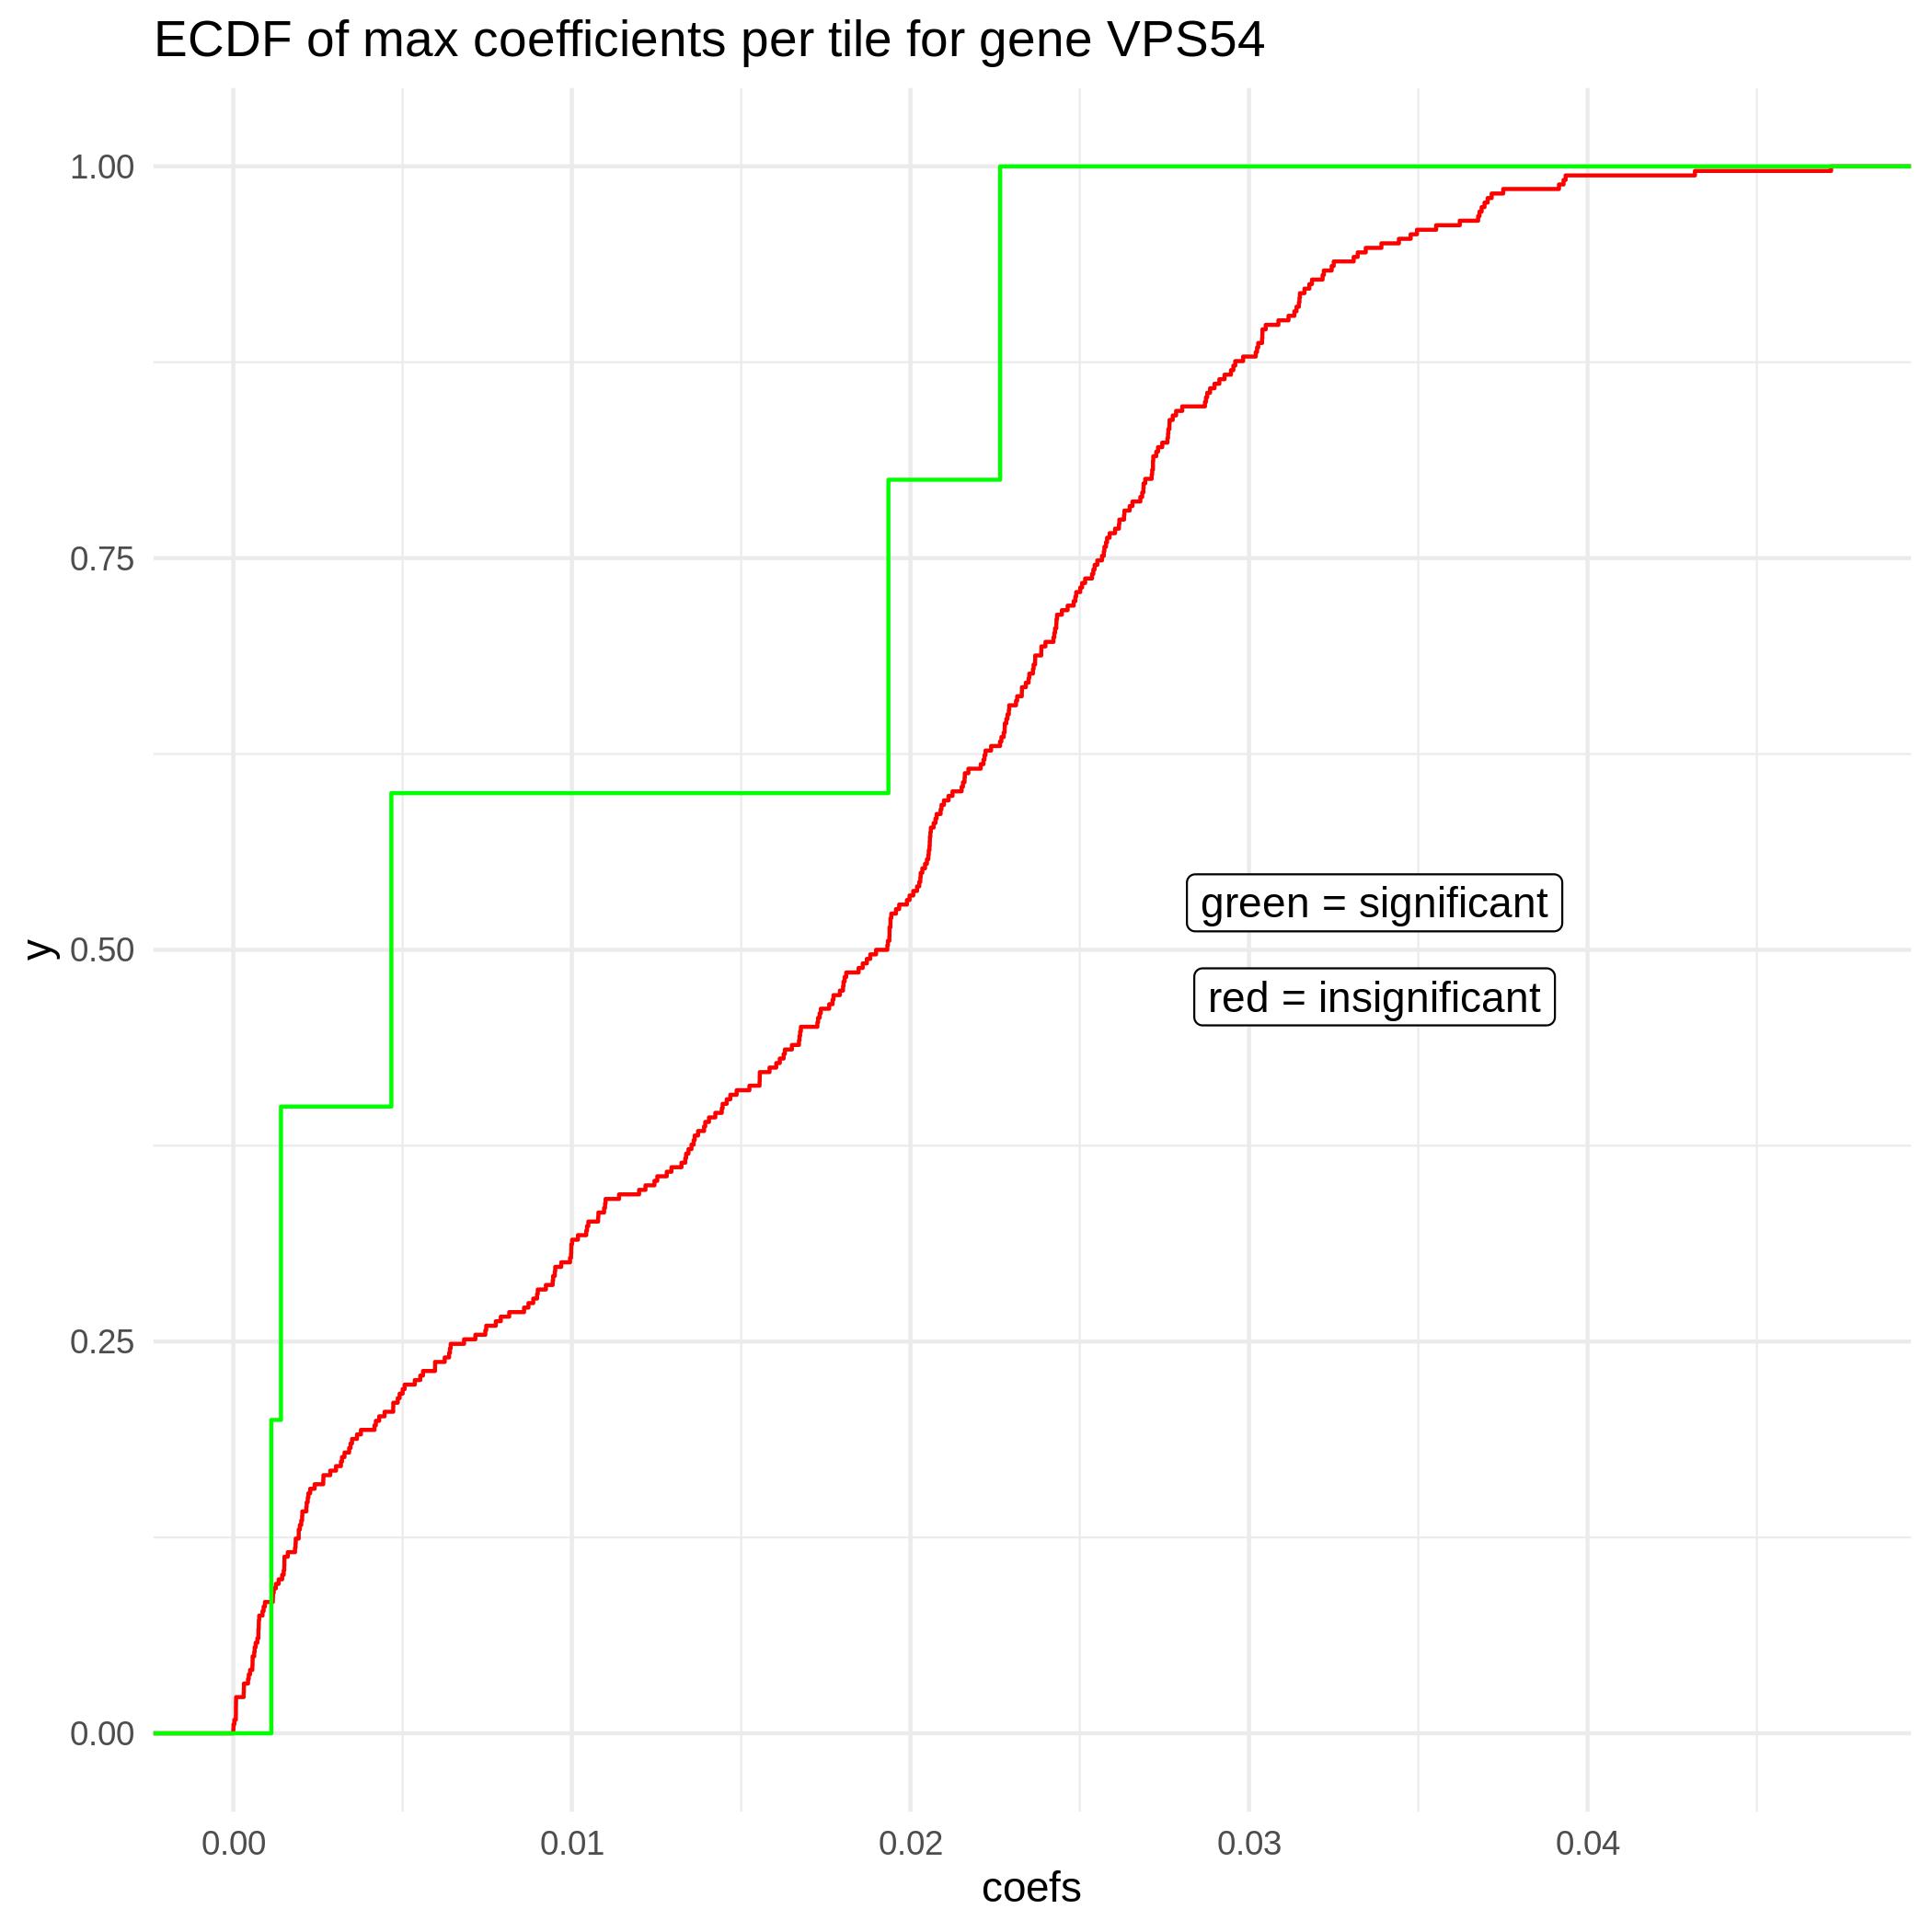 ECDF of max coefficients per tile for gene VPS54
1.00
0.75
0.50
0.25
0.00
y
green = significant
red = insignificant
0.00 0.01 0.02 0.03 0.04
coefs